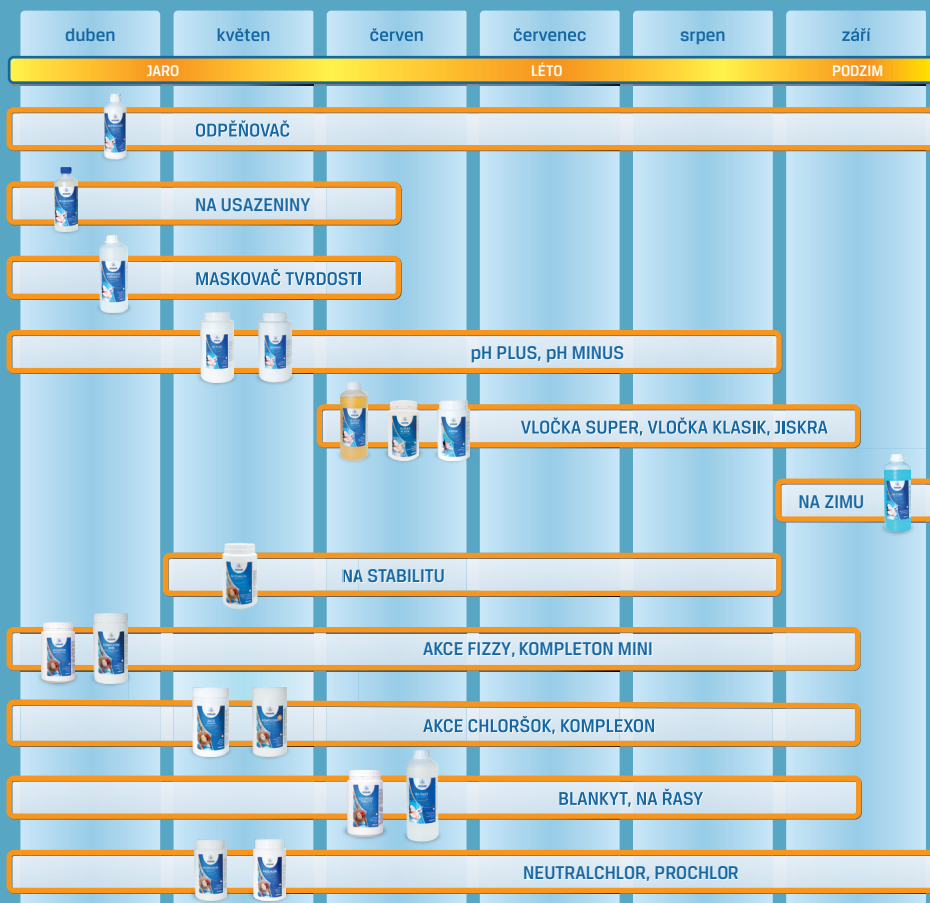 duben květen červen červenec srpen září
JARO LÉTO PODZIM
ODPĚŇOVAČ
NA USAZENINY
MASKOVAČ TVRDOSTI
pH PLUS, pH MINUS
VLOČKA SUPER, VLOČKA KLASIK, JISKRA
NA ZIMU
NA STABILITU
AKCE FIZZY, KOMPLETON MINI
AKCE CHLORŠOK, KOMPLEXON
BLANKYT, NA ŘASY
NEUTRALCHLOR, PROCHLOR